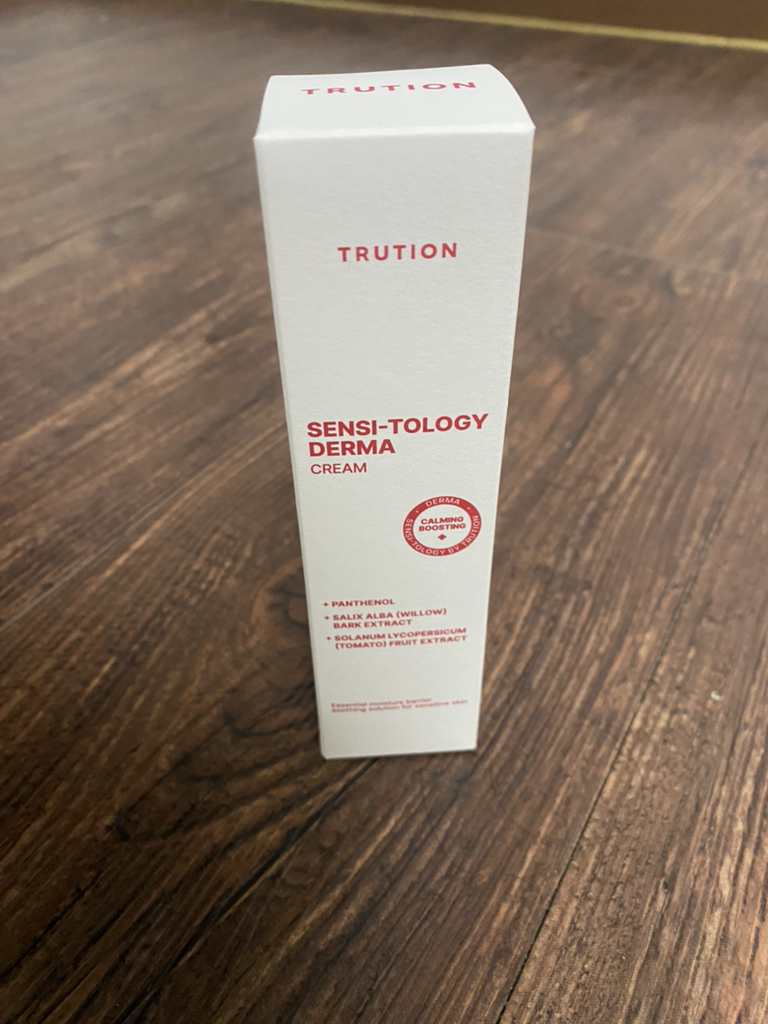 TRUTION
TRUTION
SENSI-TOLOGY
DERMA
CREAM
DERMA
CALMING
BOOSTING
SENSI-TOLOGY BY TRUTION
+ PANTHENOL
+ SALIX ALBA (WILLOW)
BARK EXTRACT
+ SOLANUM LYCOPERSICUM
(TOMATO) FRUIT EXTRACT
Essential moisture barrier
soothing solution for sensitive skin